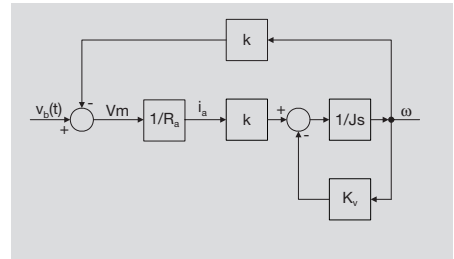 k
-
v_b(t)
+
Vm
1/R_a
i_a
k
+
-
1/Js
ω
K_v